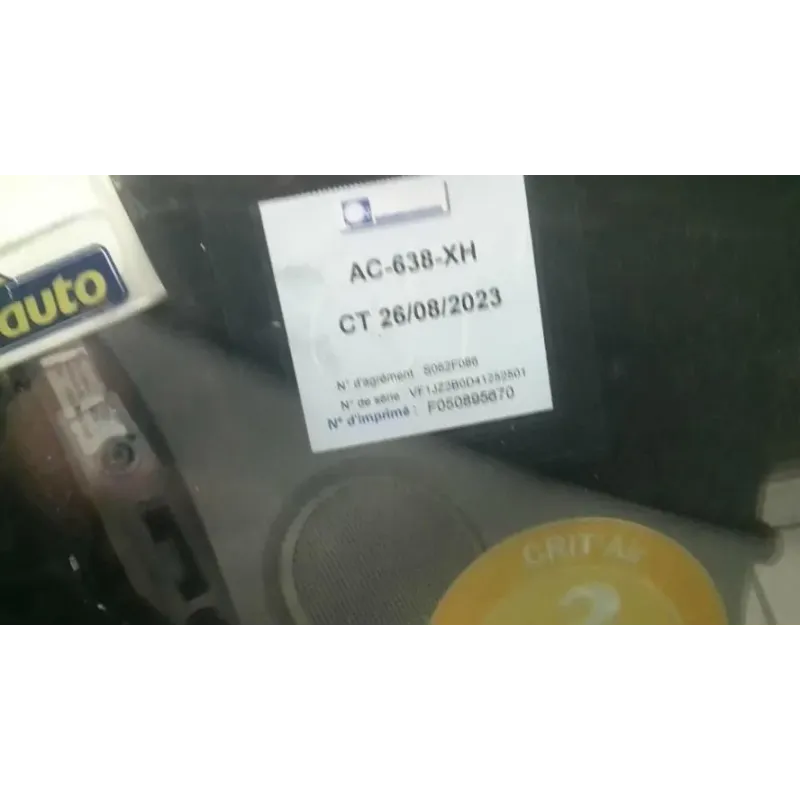 auto
AC-638-XH
CT 26/08/2023
N° d'agrément S062F086
N° de série VF1JZ2B0D41252501
N° d'imprimé : F050895670
CRIT'Air
2